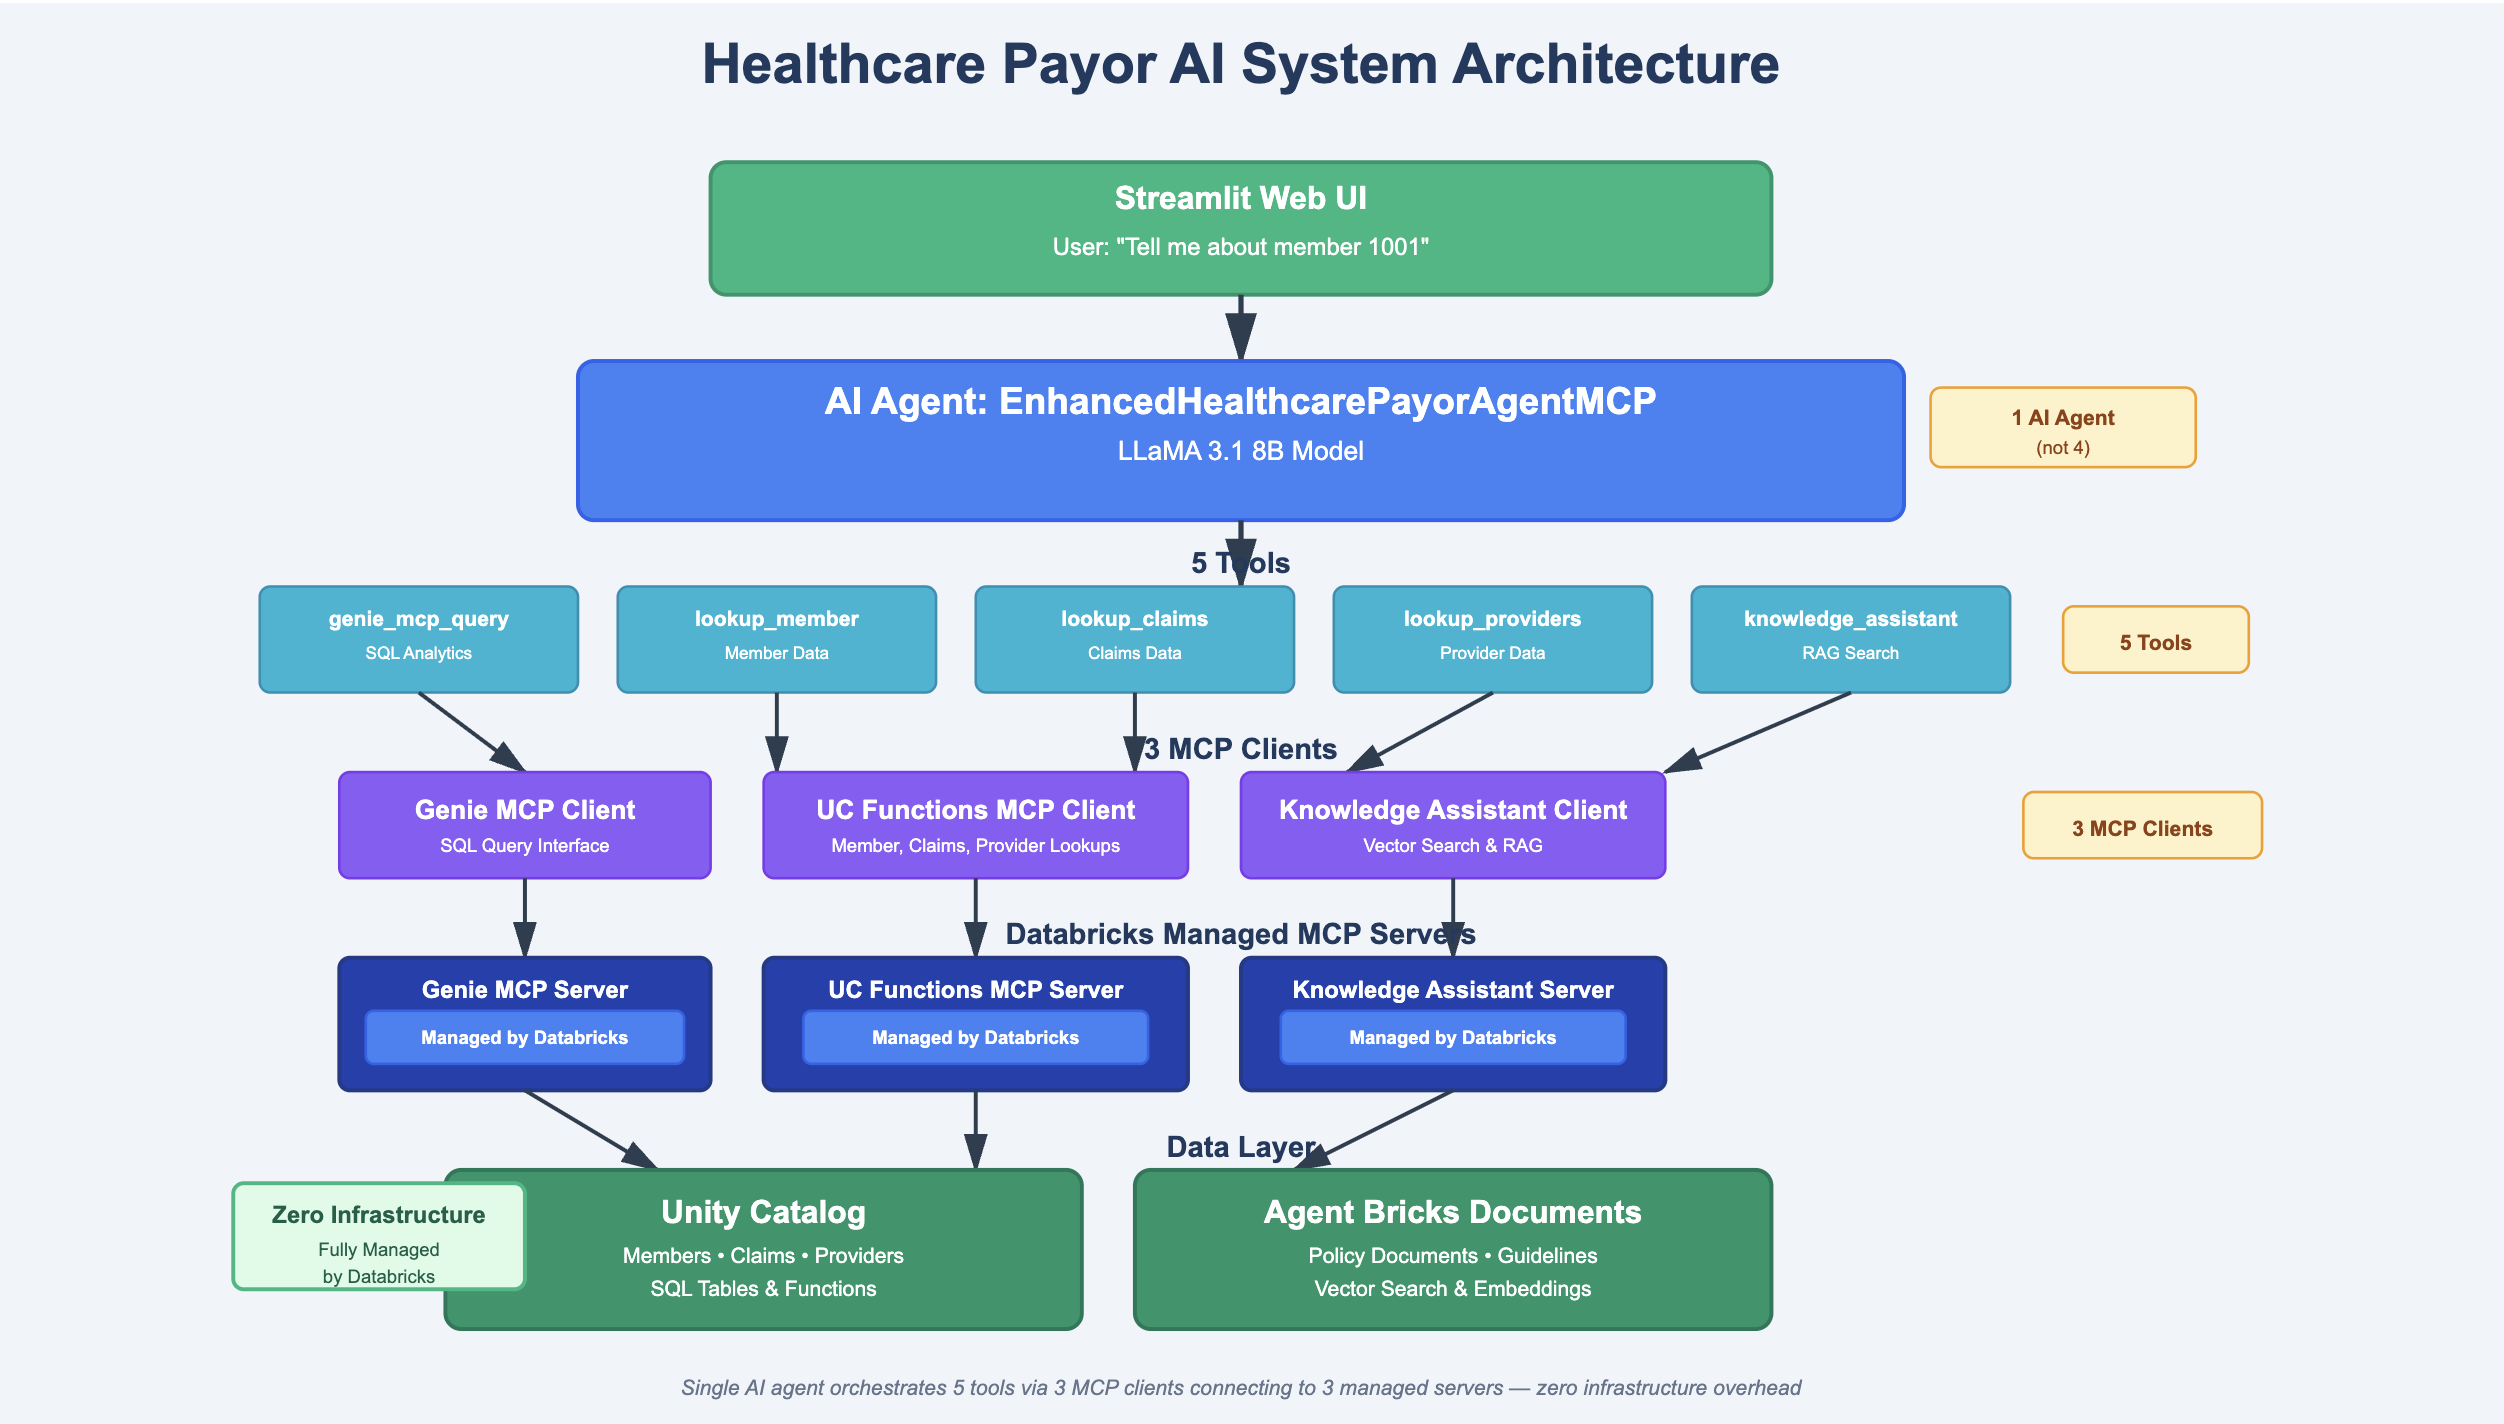 Healthcare Payor AI System Architecture
Streamlit Web UI
User: "Tell me about member 1001"
AI Agent: EnhancedHealthcarePayorAgentMCP
LLaMA 3.1 8B Model
1 AI Agent
(not 4)
5 Tools
genie_mcp_query
SQL Analytics
lookup_member
Member Data
lookup_claims
Claims Data
lookup_providers
Provider Data
knowledge_assistant
RAG Search
5 Tools
3 MCP Clients
Genie MCP Client
SQL Query Interface
UC Functions MCP Client
Member, Claims, Provider Lookups
Knowledge Assistant Client
Vector Search & RAG
3 MCP Clients
Databricks Managed MCP Servers
Genie MCP Server
Managed by Databricks
UC Functions MCP Server
Managed by Databricks
Knowledge Assistant Server
Managed by Databricks
Data Layer
Zero Infrastructure
Fully Managed
by Databricks
Unity Catalog
Members • Claims • Providers
SQL Tables & Functions
Agent Bricks Documents
Policy Documents • Guidelines
Vector Search & Embeddings
Single AI agent orchestrates 5 tools via 3 MCP clients connecting to 3 managed servers — zero infrastructure overhead